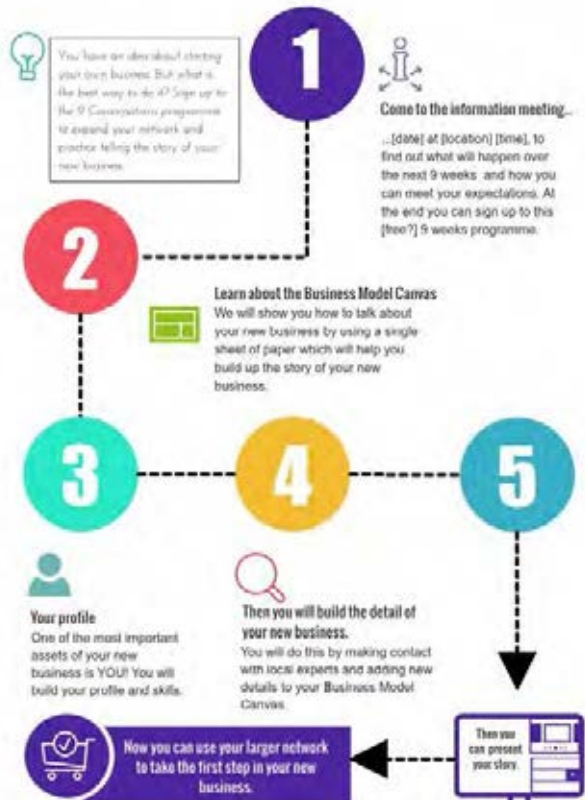 You have an idea about starting
your own business. But what is
the best way to do it? Sign up to
the 9 Conversations programme
to expand your network and
practice telling the story of your
new business.
1
Come to the information meeting...
...[date] at [location] [time], to
find out what will happen over
the next 9 weeks and how you
can meet your expectations. At
the end you can sign up to this
[free?] 9 weeks programme.
2
Learn about the Business Model Canvas
We will show you how to talk about
your new business by using a single
sheet of paper which will help you
build up the story of your new
business.
3
4
5
Your profile
One of the most important
assets of your new
business is YOU! You will
build your profile and skills.
Then you will build the detail of
your new business.
You will do this by making contact
with local experts and adding new
details to your Business Model
Canvas.
Then you
can present
your story.
Now you can use your larger network
to take the first step in your new
business.